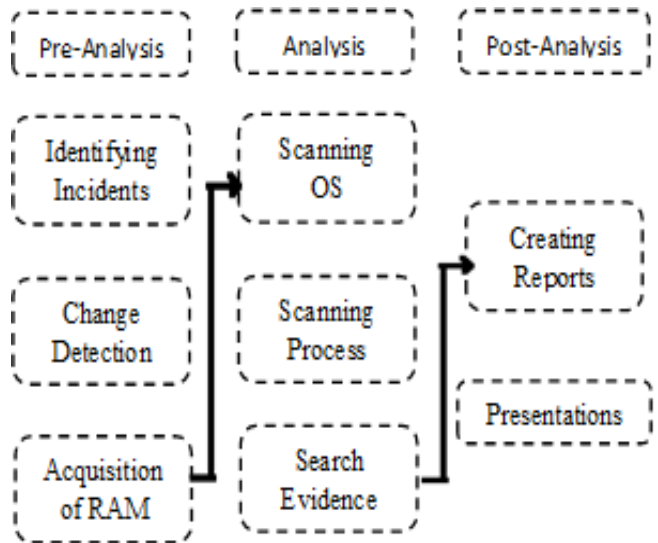 Pre-Analysis
Identifying
Incidents
Change
Detection
Acquisition
of RAM
Analysis
Scanning
OS
Scanning
Process
Search
Evidence
Post-Analysis
Creating
Reports
Presentations